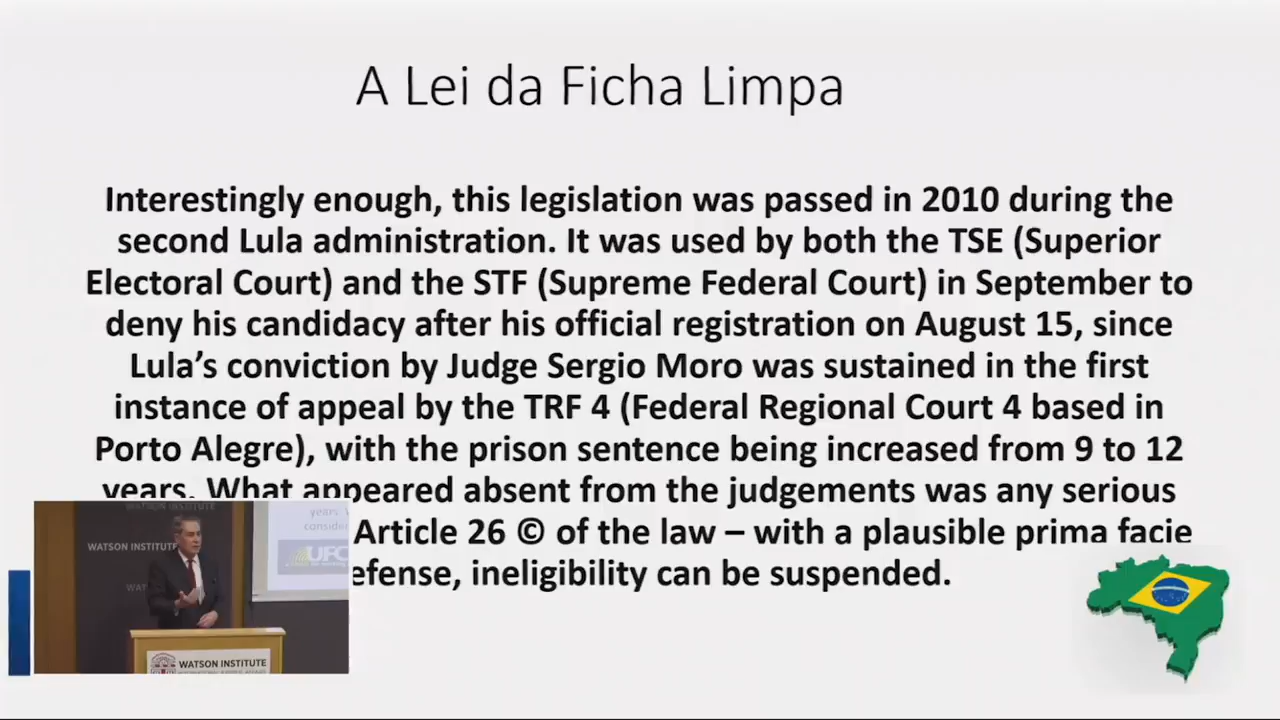 A Lei da Ficha Limpa
Interestingly enough, this legislation was passed in 2010 during the
second Lula administration. It was used by both the TSE (Superior
Electoral Court) and the STF (Supreme Federal Court) in September to
deny his candidacy after his official registration on August 15, since
Lula’s conviction by Judge Sergio Moro was sustained in the first
instance of appeal by the TRF 4 (Federal Regional Court 4 based in
Porto Alegre), with the prison sentence being increased from 9 to 12
years. What appeared absent from the judgements was any serious
Article 26 © of the law – with a plausible prima facie
efense, ineligibility can be suspended.
WATSON INSTITUTE
WATSON INSTITUTE
years
conside
UFC
WATSON INSTITUTE